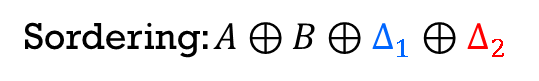 Sordering: A ⊕ B ⊕ Δ₁ ⊕ Δ₂